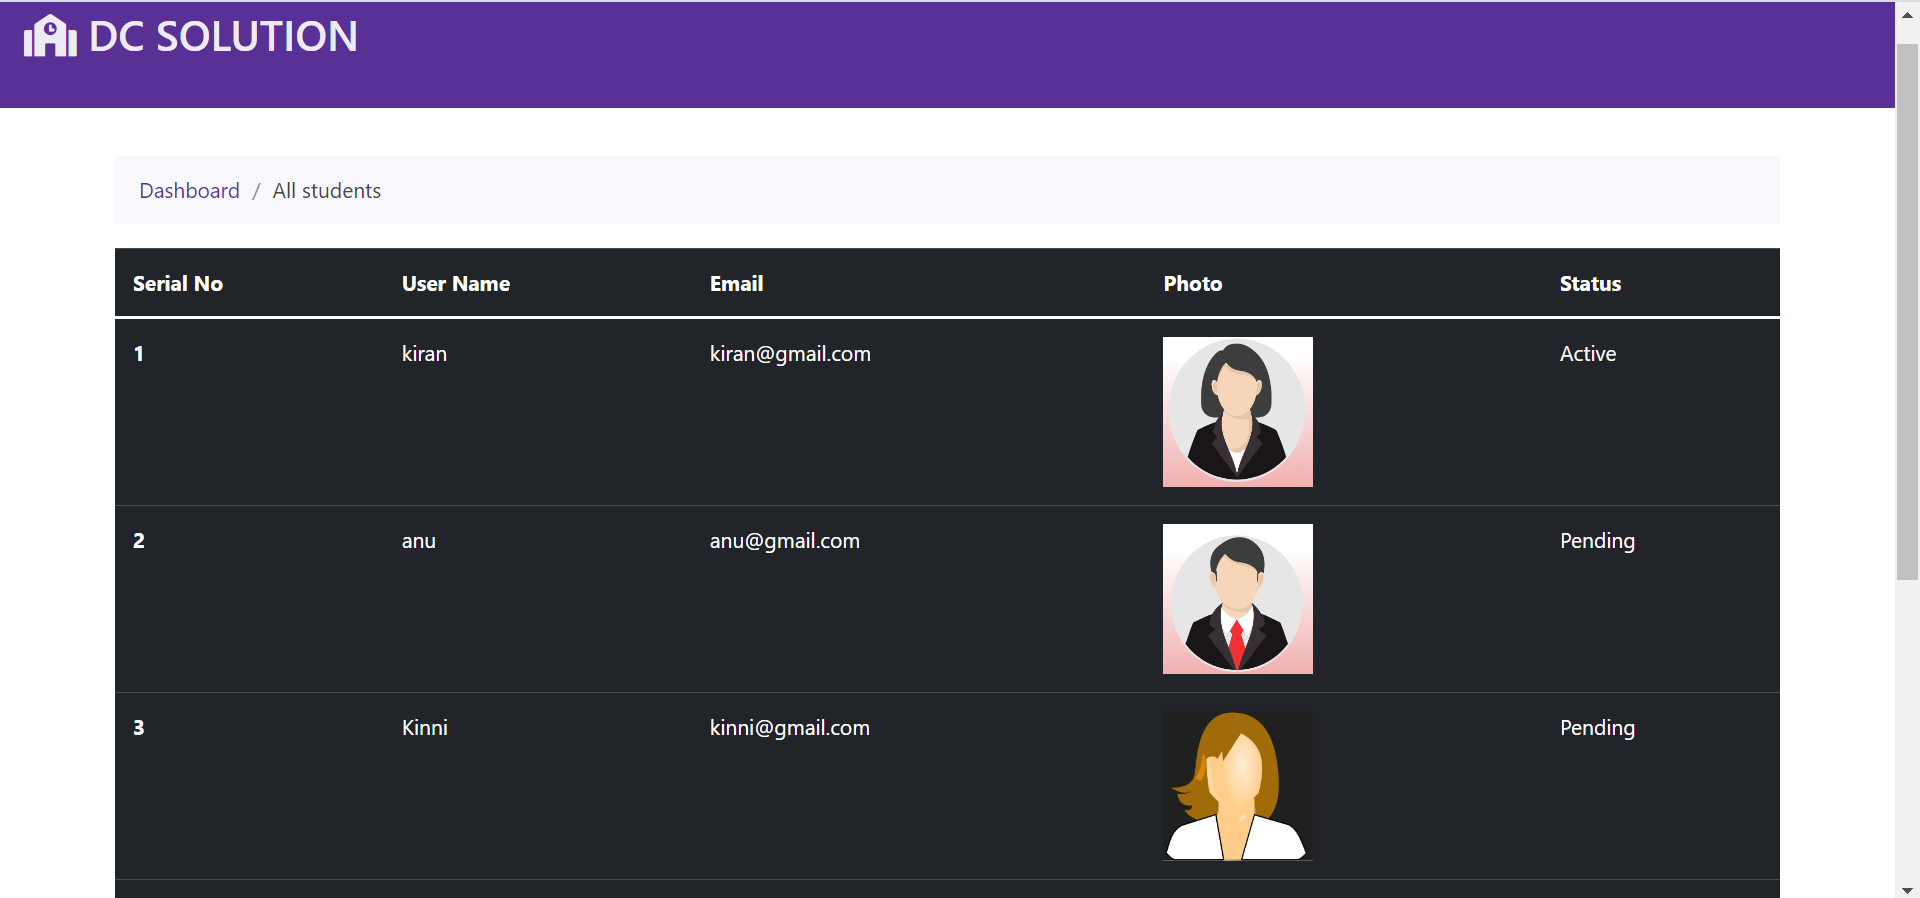 DC SOLUTION
Dashboard / All students
Serial No User Name Email Photo Status
1 kiran kiran@gmail.com Active
2 anu anu@gmail.com Pending
3 Kinni kinni@gmail.com Pending